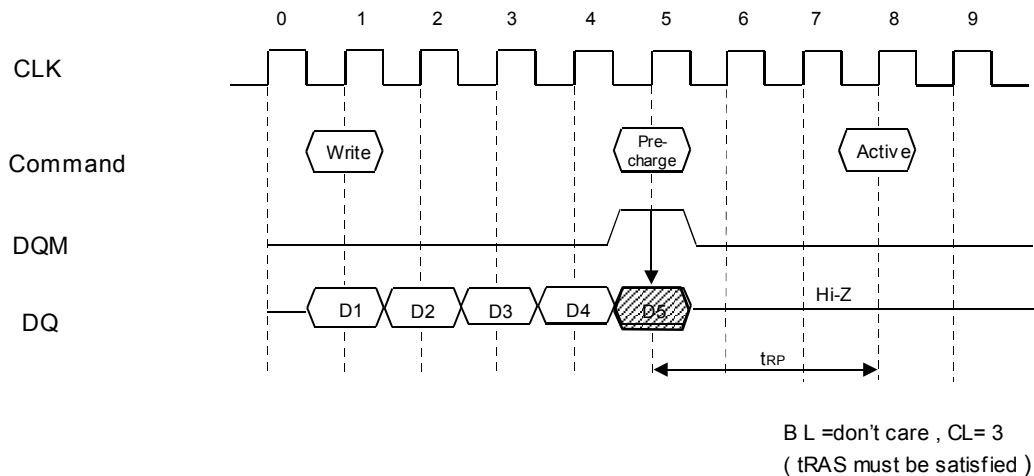 0 1 2 3 4 5 6 7 8 9
CLK
Command
Write
Pre-
charge
Active
DQM
DQ
D1 D2 D3 D4 D5
Hi-Z
tRP
B L =don't care , CL= 3
( tRAS must be satisfied )